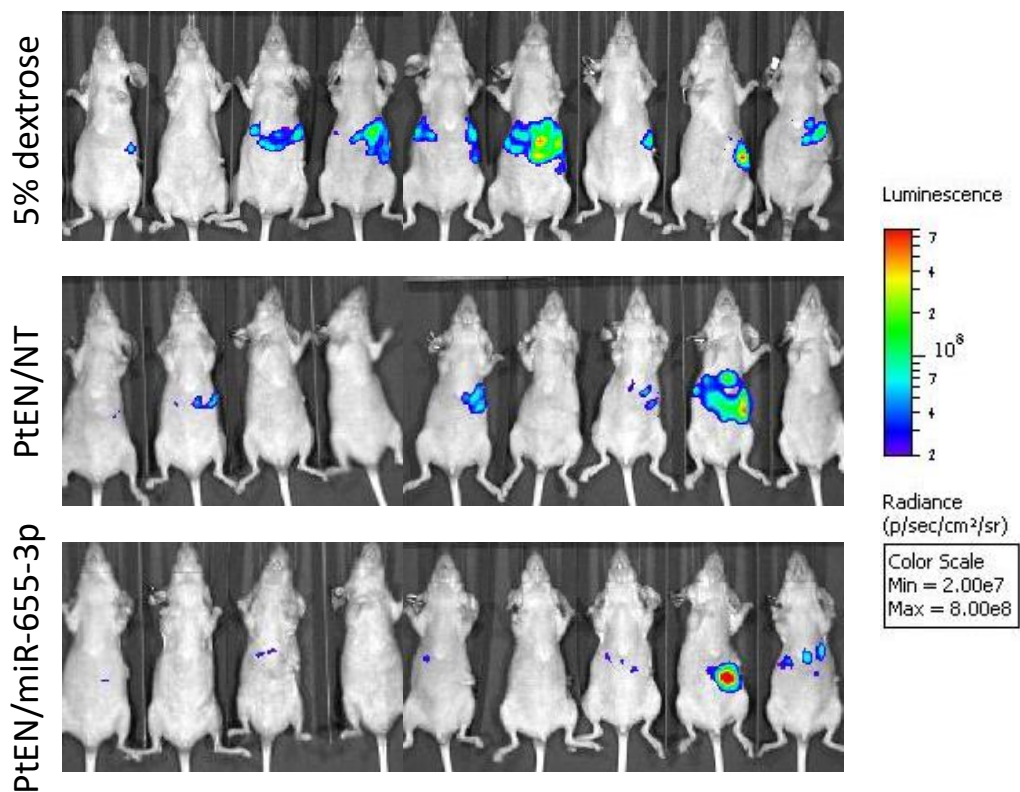 5% dextrose
PtEN/NT
PtEN/miR-655-3p
Luminescence
7
4
2
10⁸
7
4
2
Radiance
(p/sec/cm²/sr)
Color Scale
Min = 2.00e7
Max = 8.00e8